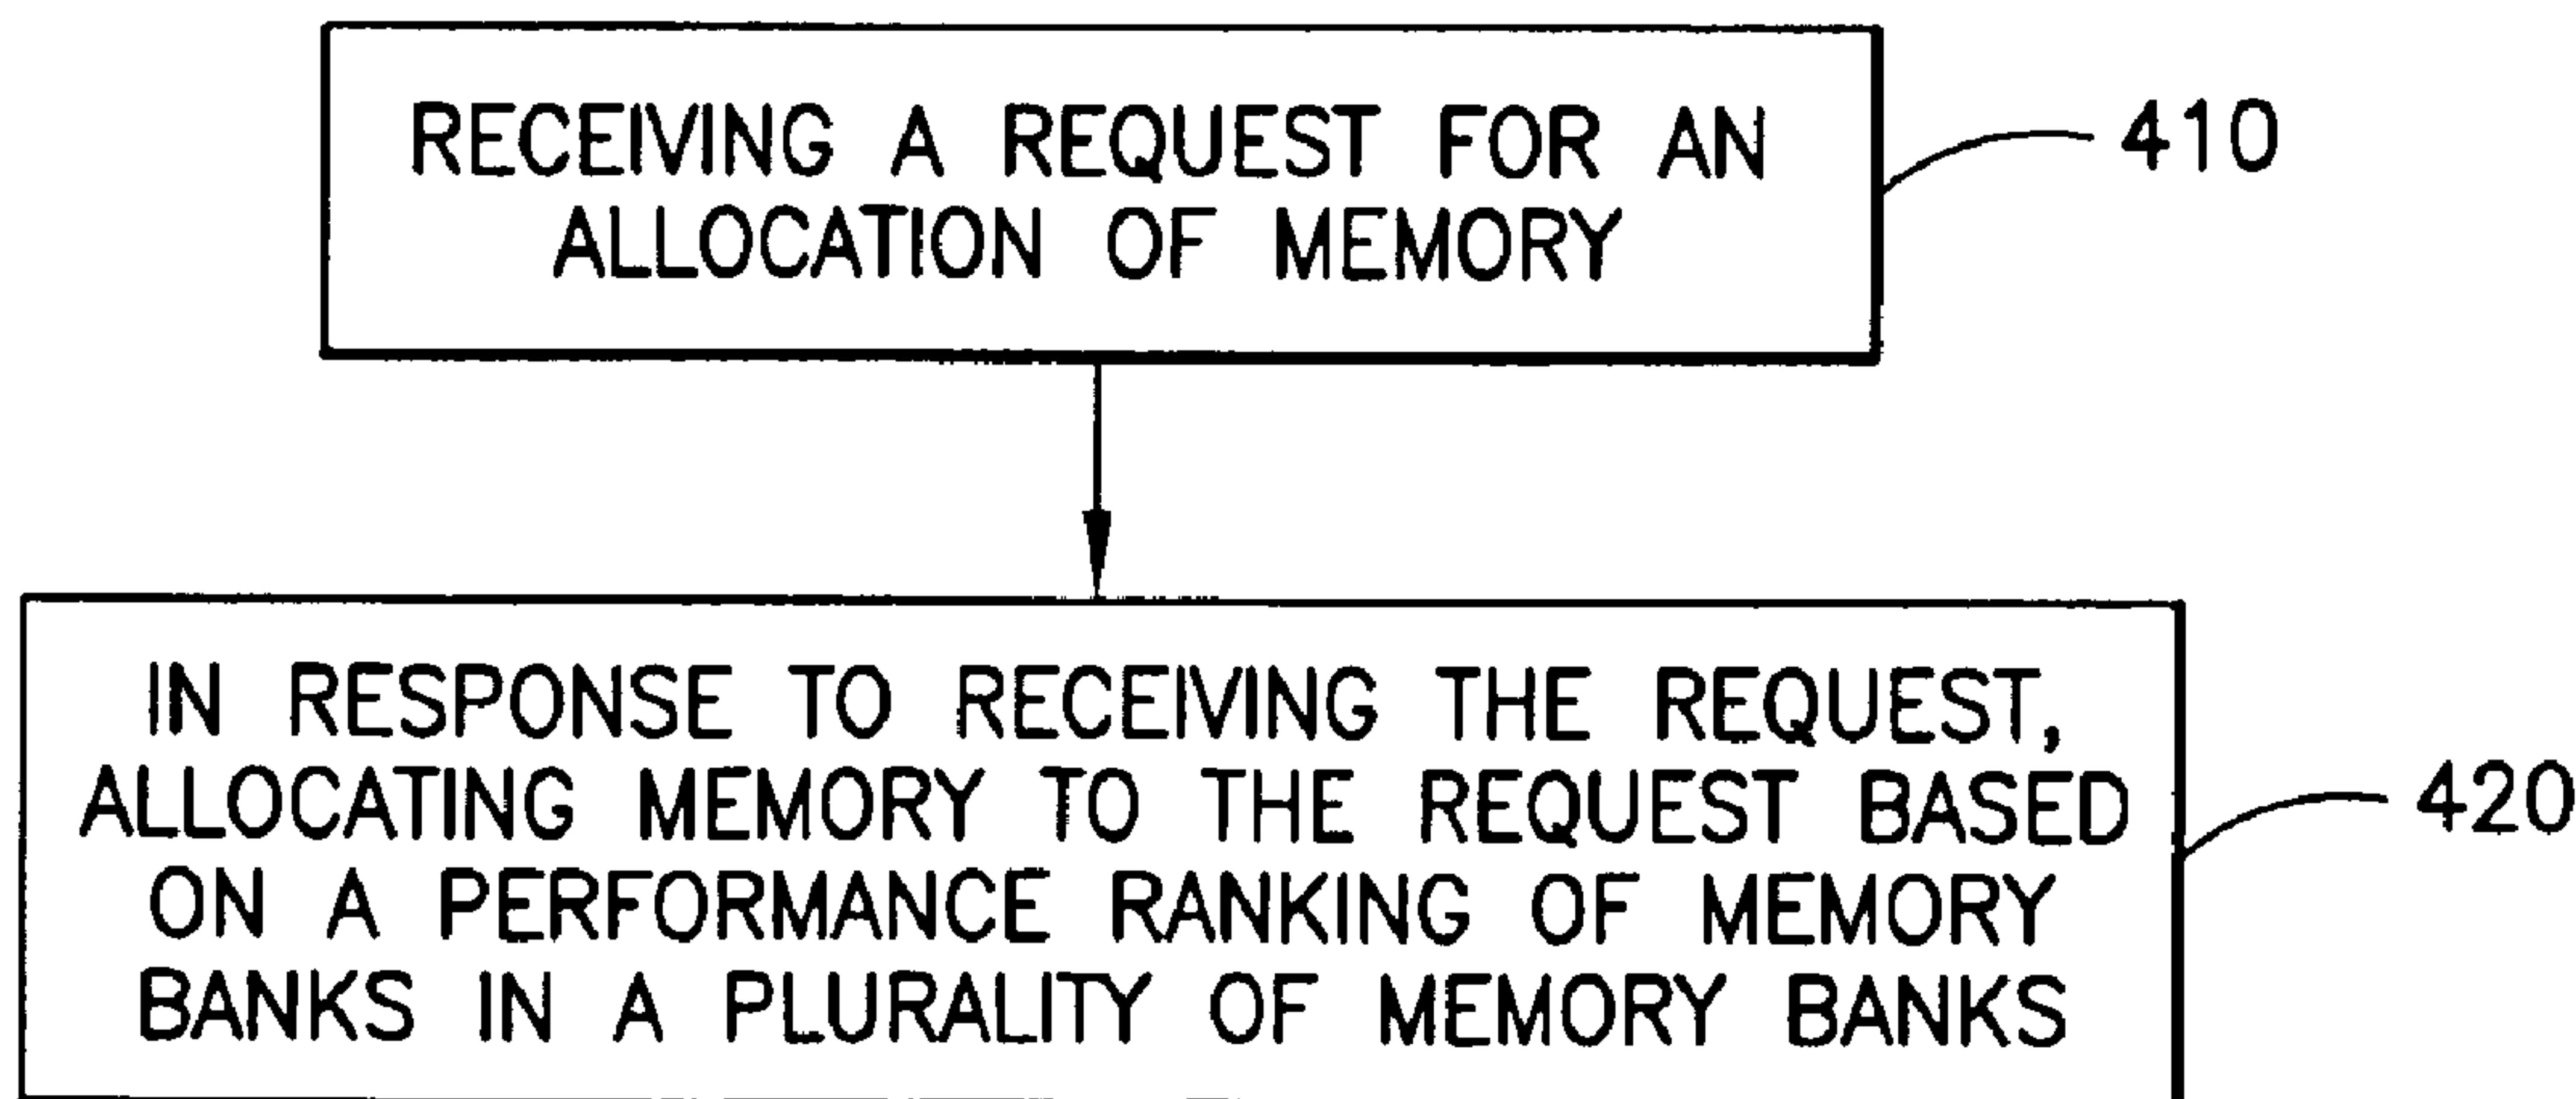 RECEIVING A REQUEST FOR AN
ALLOCATION OF MEMORY
410
IN RESPONSE TO RECEIVING THE REQUEST,
ALLOCATING MEMORY TO THE REQUEST BASED
ON A PERFORMANCE RANKING OF MEMORY
BANKS IN A PLURALITY OF MEMORY BANKS
420